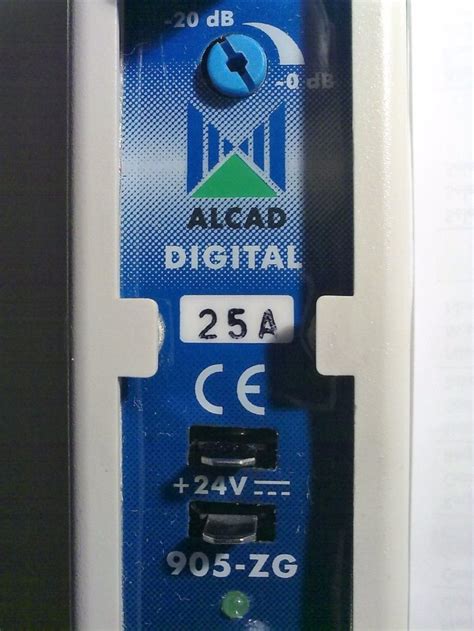 -20 dB
-0 dB
ALCAD
DIGITAL
25A
CE
+24V
905-ZG